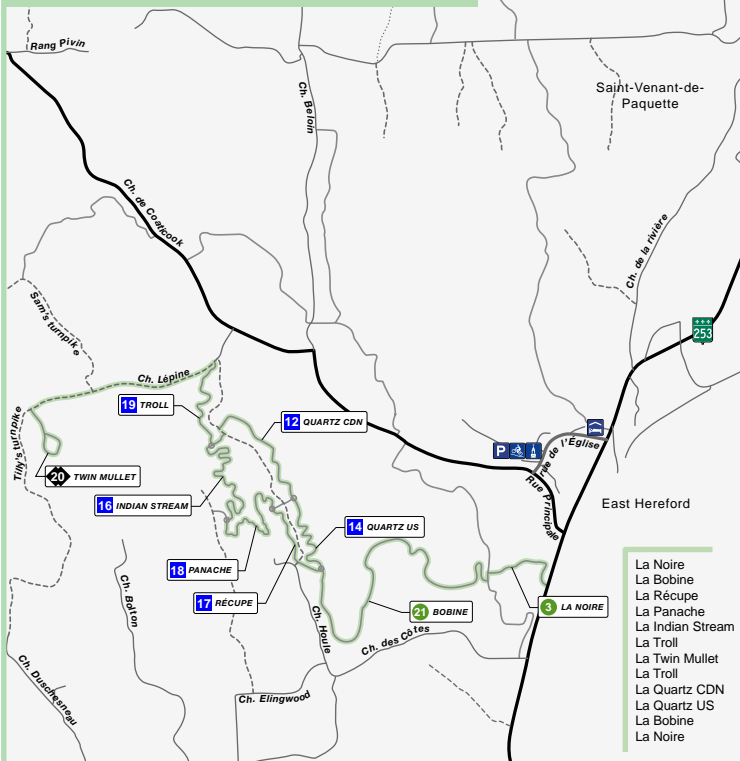 Rang Pivin
Ch. Beloin
Saint-Venant-de-
Paquette
Ch. de Coaticook
Ch. de la rivière
Sam's turnpike
+++
253
Ch. Lépine
19 TROLL
12 QUARTZ CDN
Tilly's turnpike
P
rue de l'Église
20 TWIN MULLET
Rue Principale
16 INDIAN STREAM
East Hereford
14 QUARTZ US
18 PANACHE
17 RÉCUPE
21 BOBINE
3 LA NOIRE
Ch. Bolton
Ch. Houle
Ch. des Côtes
Ch. Duschesneau
Ch. Elingwood
La Noire
La Bobine
La Récupe
La Panache
La Indian Stream
La Troll
La Twin Mullet
La Troll
La Quartz CDN
La Quartz US
La Bobine
La Noire